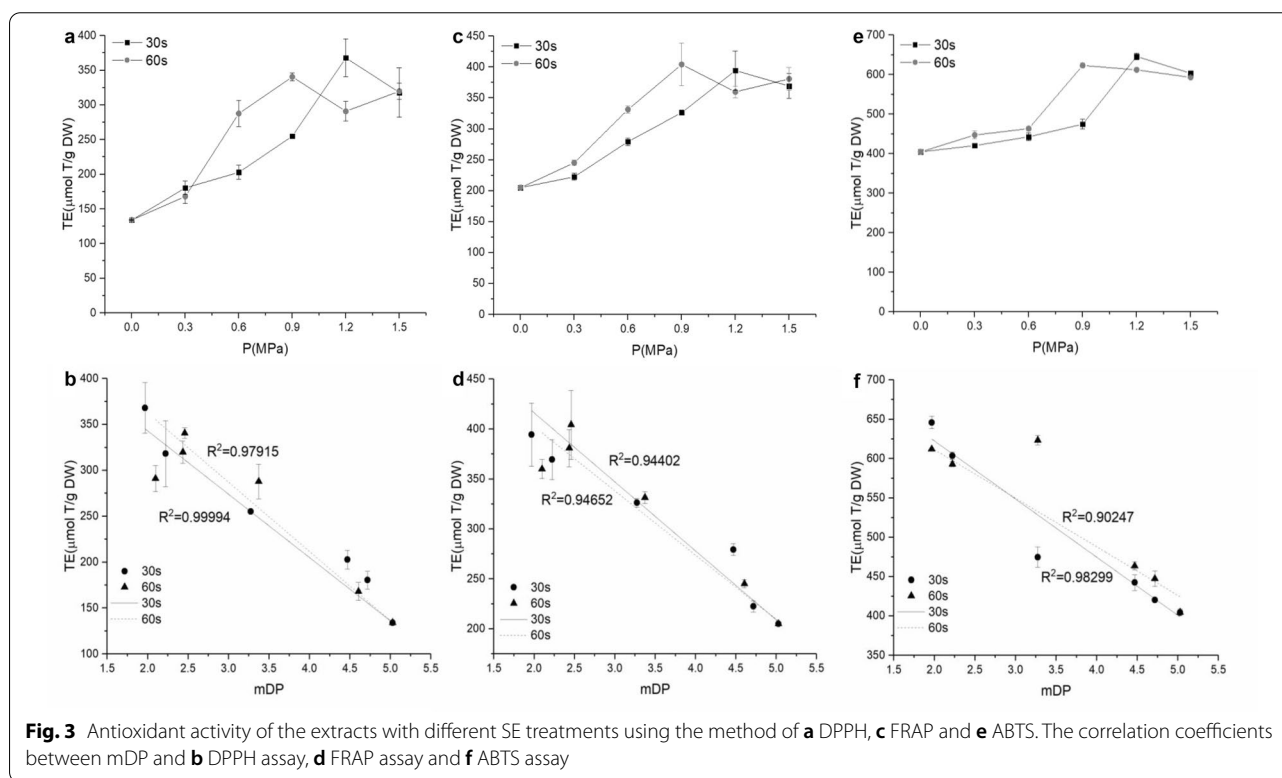 a
30s
60s
TE(μmol T/g DW)
400
350
300
250
200
150
100
50
0
0.0 0.3 0.6 0.9 1.2 1.5
P(MPa)
c
30s
60s
TE(μmol T/g DW)
450
400
350
300
250
200
150
100
50
0
0.0 0.3 0.6 0.9 1.2 1.5
P(MPa)
e
30s
60s
TE(μmol T/g DW)
700
600
500
400
300
200
100
0
0.0 0.3 0.6 0.9 1.2 1.5
P(MPa)
b
TE(μmol T/g DW)
400
350
300
250
200
150
100
R²=0.97915
R²=0.99994
30s
60s
30s
60s
1.5 2.0 2.5 3.0 3.5 4.0 4.5 5.0 5.5
mDP
d
TE(μmol T/g DW)
450
400
350
300
250
200
150
R²=0.94402
R²=0.94652
30s
60s
30s
60s
1.5 2.0 2.5 3.0 3.5 4.0 4.5 5.0 5.5
mDP
f
TE(μmol T/g DW)
700
650
600
550
500
450
400
350
R²=0.90247
R²=0.98299
30s
60s
30s
60s
1.5 2.0 2.5 3.0 3.5 4.0 4.5 5.0 5.5
mDP
Fig. 3 Antioxidant activity of the extracts with different SE treatments using the method of a DPPH, c FRAP and e ABTS. The correlation coefficients
between mDP and b DPPH assay, d FRAP assay and f ABTS assay